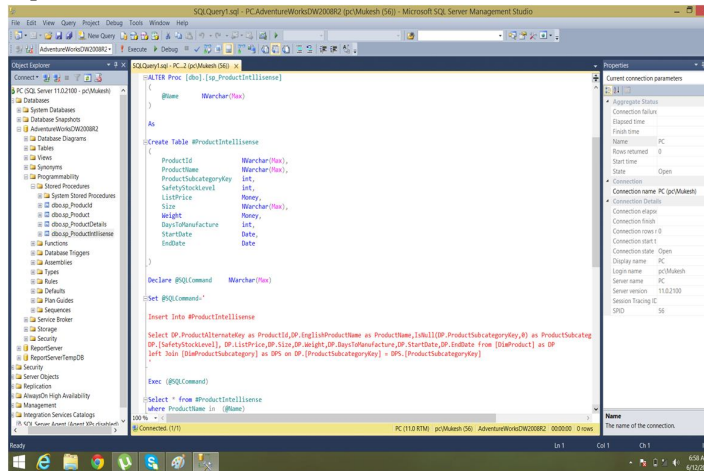 SQLQuery1.sql - PC.AdventureWorksDW2008R2 (pc\Mukesh (56)) - Microsoft SQL Server Management Studio
File Edit View Query Project Debug Tools Window Help
New Query
AdventureWorksDW2008R2
Execute Debug
Object Explorer
Connect
PC (SQL Server 11.0.2100 - pc\Mukesh)
Databases
System Databases
Database Snapshots
AdventureWorksDW2008R2
Database Diagrams
Tables
Views
Synonyms
Programmability
Stored Procedures
System Stored Procedures
dbo.sp_ProducId
dbo.sp_Product
dbo.sp_ProductDetails
dbo.sp_ProductIntllisense
Functions
Database Triggers
Assemblies
Types
Rules
Defaults
Plan Guides
Sequences
Service Broker
Storage
Security
ReportServer
ReportServerTempDB
Security
Server Objects
Replication
AlwaysOn High Availability
Management
Integration Services Catalogs
SQL Server Agent (Agent XPs disabled)
SQLQuery1.sql - PC...2 (pc\Mukesh (56))
ALTER Proc [dbo].[sp_ProductIntllisense]
(
@Name NVarchar(Max)
)
As
Create Table #ProductIntellisense
(
ProductId NVarchar(Max),
ProductName NVarchar(Max),
ProductSubcategoryKey int,
SafetyStockLevel int,
ListPrice Money,
Size NVarchar(Max),
Weight Money,
DaysToManufacture int,
StartDate Date,
EndDate Date
)
Declare @SQLCommand NVarchar(Max)
Set @SQLCommand='
Insert Into #ProductIntellisense
Select DP.ProductAlternateKey as ProductId,DP.EnglishProductName as ProductName,IsNull(DP.ProductSubcategoryKey,0) as ProductSubcateg
DP.[SafetyStockLevel], DP.ListPrice,DP.Size,DP.Weight,DP.DaysToManufacture,DP.StartDate,DP.EndDate from [DimProduct] as DP
left Join [DimProductSubcategory] as DPS on DP.[ProductSubcategoryKey] = DPS.[ProductSubcategoryKey]
'
Exec (@SQLCommand)
Select * from #ProductIntellisense
where ProductName in (@Name)
100 %
Connected. (1/1)
PC (11.0 RTM) pc\Mukesh (56) AdventureWorksDW2008R2 00:00:00 0 rows
Properties
Current connection parameters
Aggregate Status
Connection failure
Elapsed time
Finish time
Name PC
Rows returned 0
Start time
State Open
Connection
Connection name PC (pc\Mukesh)
Connection Details
Connection elapse
Connection finish
Connection rows r 0
Connection start t
Connection state Open
Display name PC
Login name pc\Mukesh
Server name PC
Server version 11.0.2100
Session Tracing ID
SPID 56
Name
The name of the connection.
Ready
Ln 1 Col 1 Ch 1
6:58 A
6/12/20